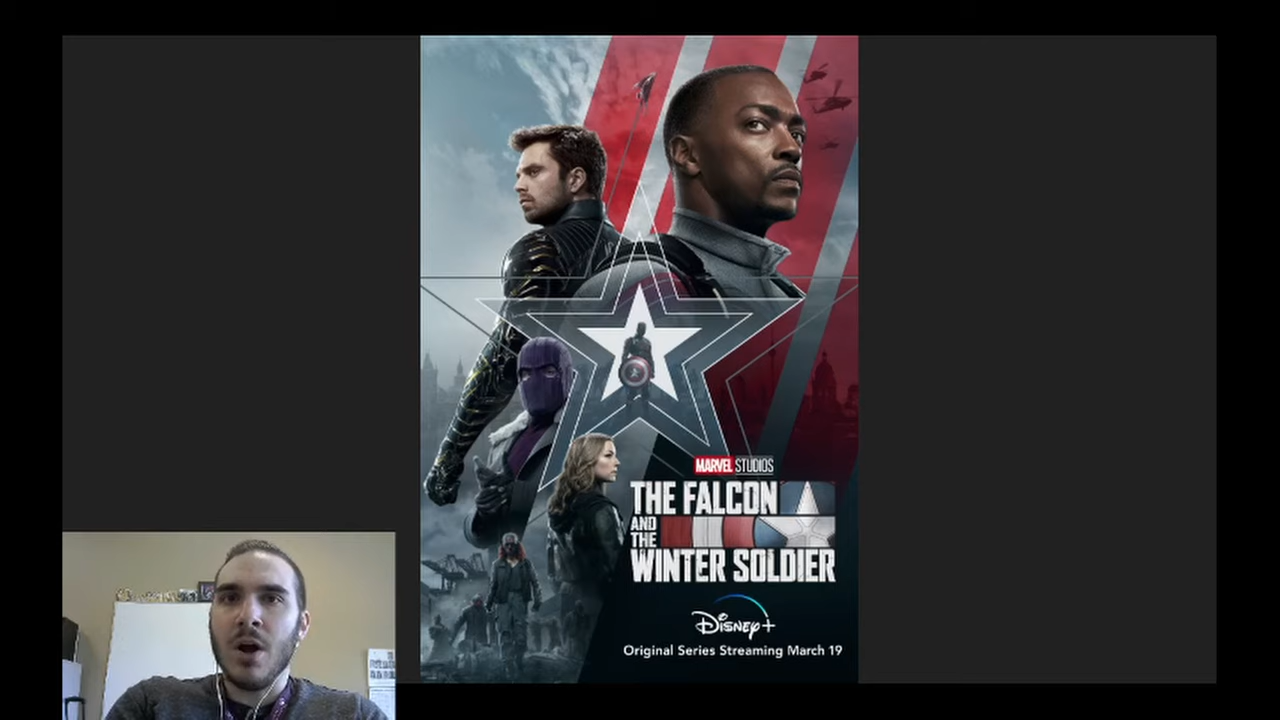 MARVEL STUDIOS
THE FALCON
AND
THE
WINTER SOLDIER
Disney+
Original Series Streaming March 19